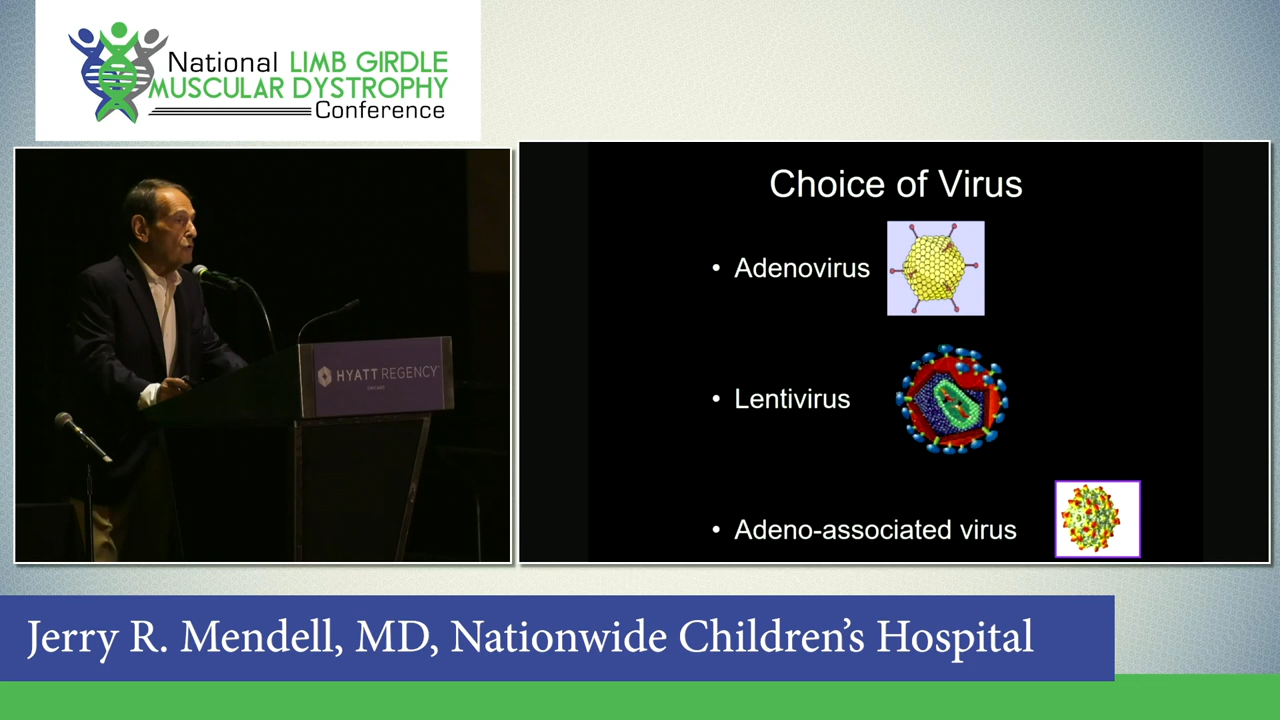 National LIMB GIRDLE
MUSCULAR DYSTROPHY
Conference
HYATT REGENCY
Choice of Virus
• Adenovirus
• Lentivirus
• Adeno-associated virus
Jerry R. Mendell, MD, Nationwide Children’s Hospital